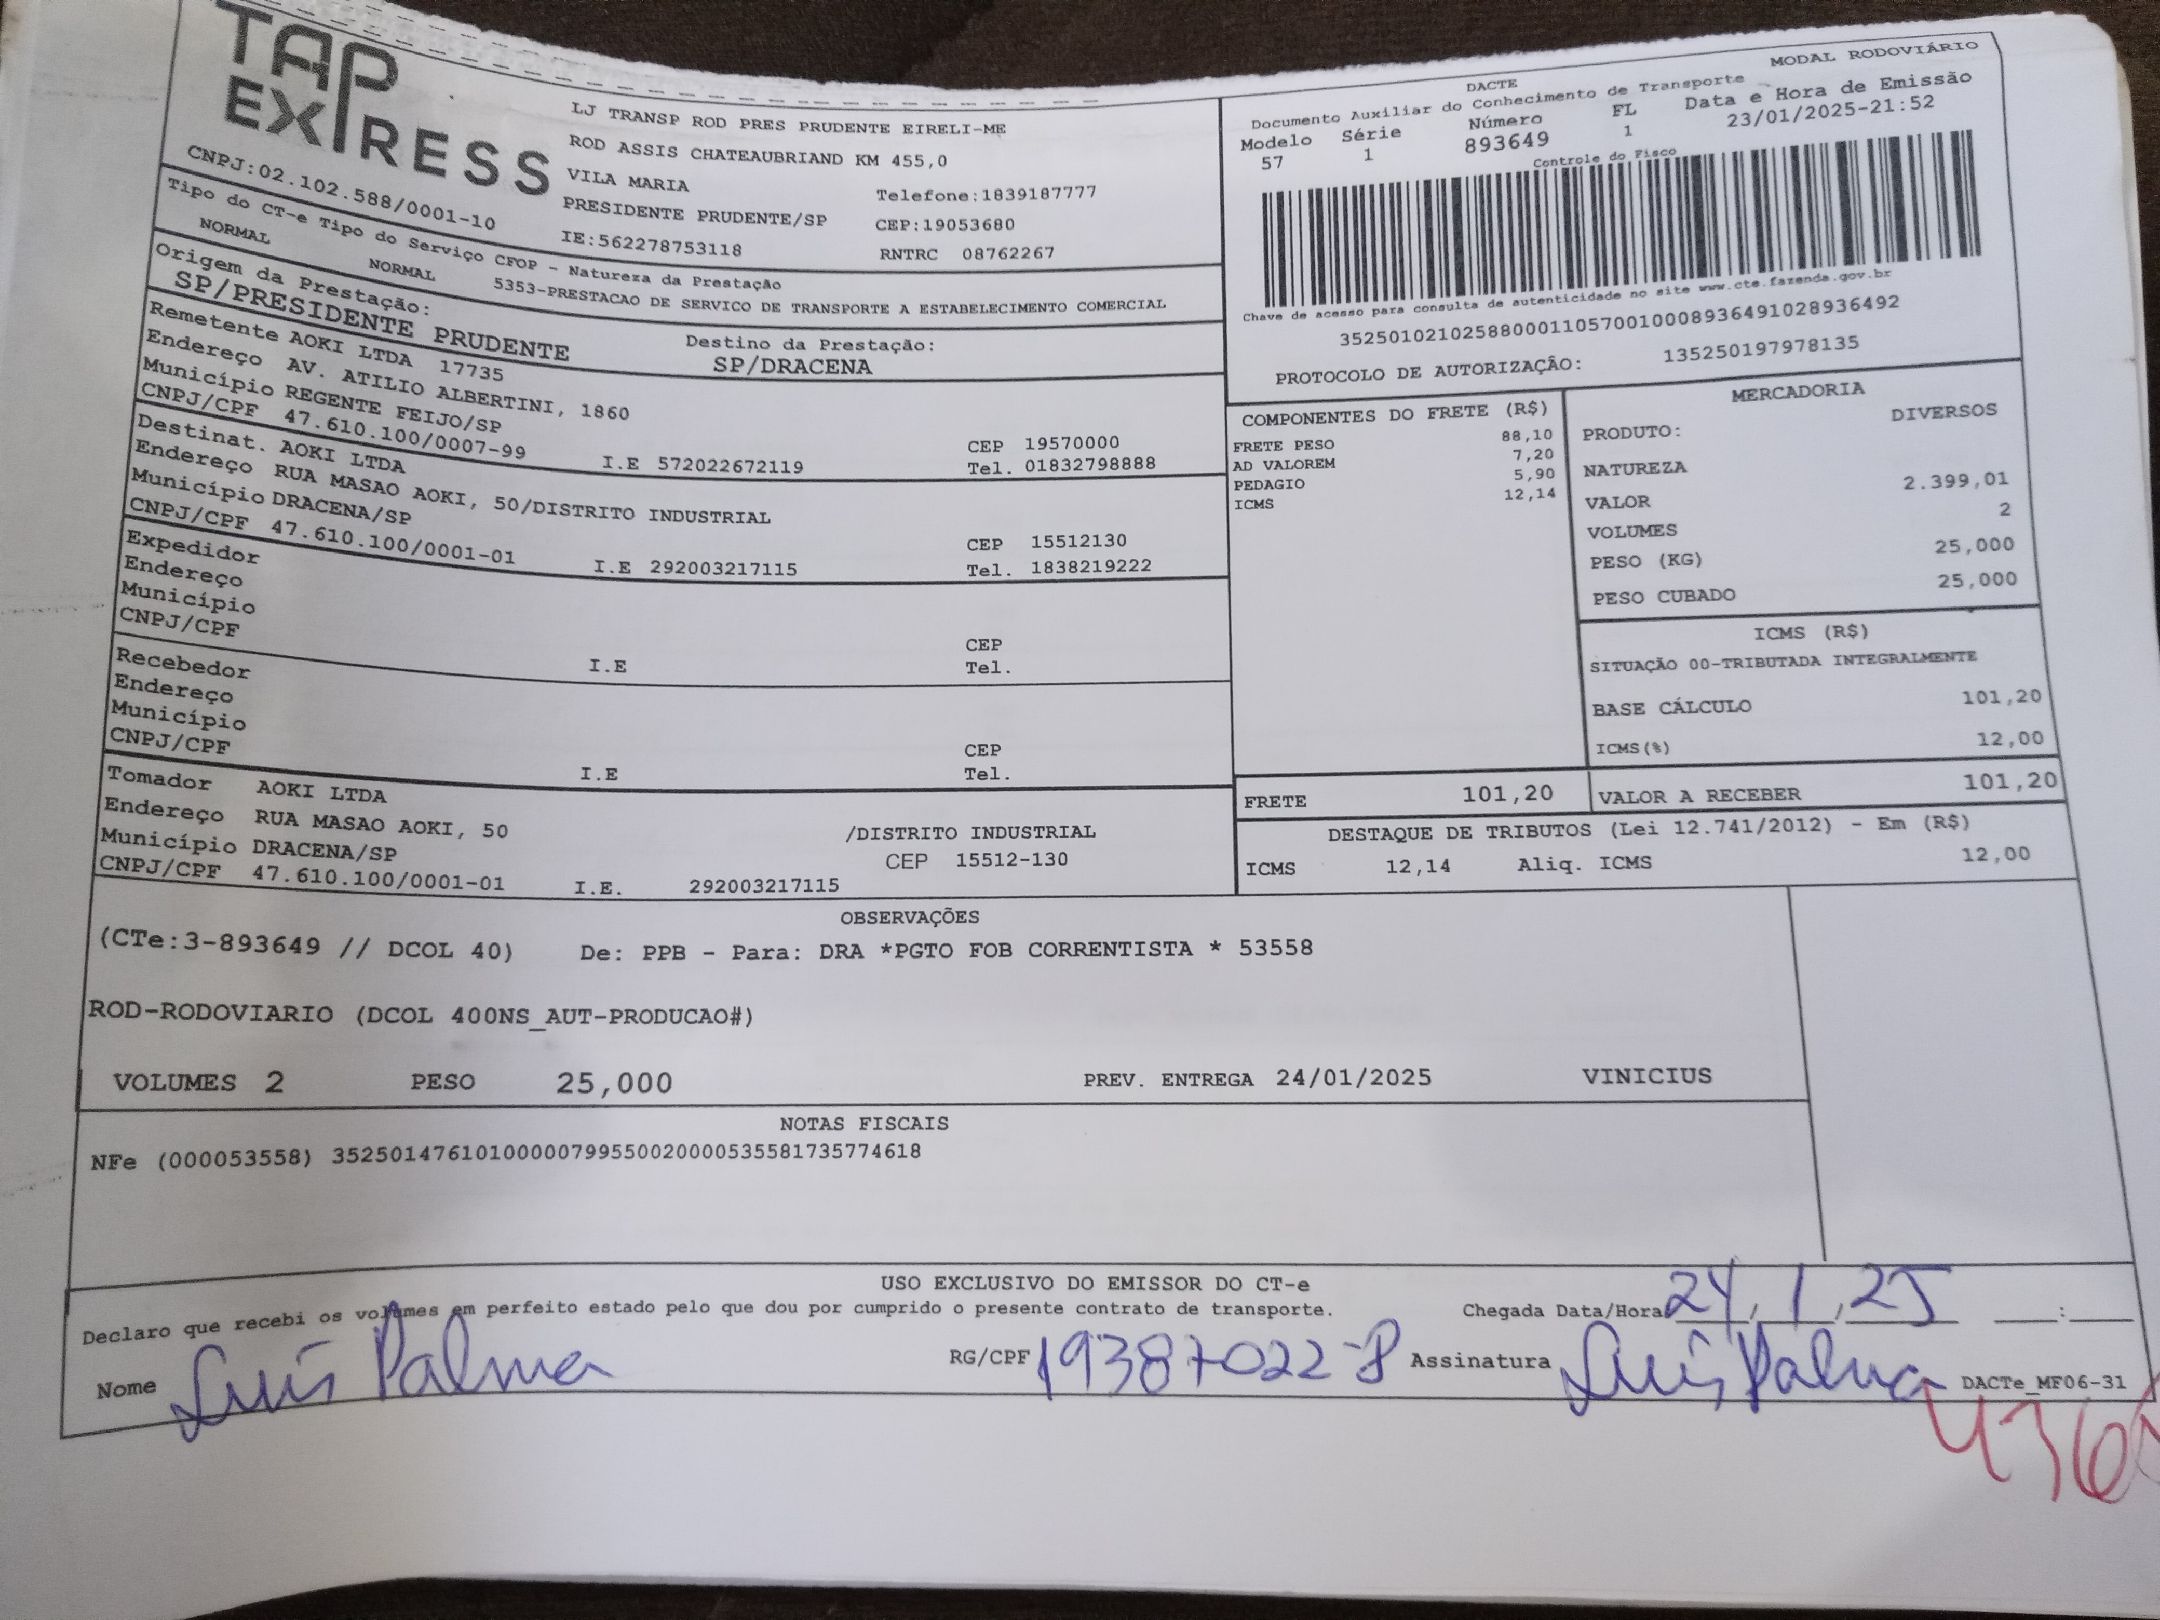 TAP
EXPRESS
CNPJ:02.102.588/0001-10
LJ TRANSP ROD PRES PRUDENTE EIRELI-ME
ROD ASSIS CHATEAUBRIAND KM 455,0
VILA MARIA Telefone:1839187777
PRESIDENTE PRUDENTE/SP CEP:19053680
IE:562278753118 RNTRC 08762267
DACTE MODAL RODOVIÁRIO
Documento Auxiliar do Conhecimento de Transporte
Modelo Série Número FL Data e Hora de Emissão
57 1 893649 1 23/01/2025-21:52
Controle do Fisco
Chave de acesso para consulta de autenticidade no site www.cte.fazenda.gov.br
35250102102588000110570010008936491028936492
PROTOCOLO DE AUTORIZAÇÃO: 135250197978135
Tipo do CT-e Tipo do Serviço CFOP - Natureza da Prestação
NORMAL NORMAL 5353-PRESTACAO DE SERVICO DE TRANSPORTE A ESTABELECIMENTO COMERCIAL
Origem da Prestação: Destino da Prestação:
SP/PRESIDENTE PRUDENTE SP/DRACENA
Remetente AOKI LTDA 17735
Endereço AV. ATILIO ALBERTINI, 1860
Município REGENTE FEIJO/SP CEP 19570000
CNPJ/CPF 47.610.100/0007-99 I.E 572022672119 Tel. 01832798888
Destinat. AOKI LTDA
Endereço RUA MASAO AOKI, 50/DISTRITO INDUSTRIAL
Município DRACENA/SP CEP 15512130
CNPJ/CPF 47.610.100/0001-01 I.E 292003217115 Tel. 1838219222
Expedidor
Endereço
Município CEP
CNPJ/CPF I.E Tel.
Recebedor
Endereço
Município CEP
CNPJ/CPF I.E Tel.
Tomador AOKI LTDA
Endereço RUA MASAO AOKI, 50 /DISTRITO INDUSTRIAL
Município DRACENA/SP CEP 15512-130
CNPJ/CPF 47.610.100/0001-01 I.E. 292003217115
COMPONENTES DO FRETE (R$)
FRETE PESO 88,10
AD VALOREM 7,20
PEDAGIO 5,90
ICMS 12,14
MERCADORIA
PRODUTO: DIVERSOS
NATUREZA
VALOR 2.399,01
VOLUMES 2
PESO (KG) 25,000
PESO CUBADO 25,000
ICMS (R$)
SITUAÇÃO 00-TRIBUTADA INTEGRALMENTE
BASE CÁLCULO 101,20
ICMS(%) 12,00
FRETE 101,20 VALOR A RECEBER 101,20
DESTAQUE DE TRIBUTOS (Lei 12.741/2012) - Em (R$)
ICMS 12,14 Aliq. ICMS 12,00
OBSERVAÇÕES
(CTe:3-893649 // DCOL 40) De: PPB - Para: DRA *PGTO FOB CORRENTISTA * 53558
ROD-RODOVIARIO (DCOL 400NS_AUT-PRODUCAO#)
VOLUMES 2 PESO 25,000 PREV. ENTREGA 24/01/2025 VINICIUS
NOTAS FISCAIS
NFe (000053558) 35250147610100000799550020000535581735774618
USO EXCLUSIVO DO EMISSOR DO CT-e
Declaro que recebi os volumes em perfeito estado pelo que dou por cumprido o presente contrato de transporte. Chegada Data/Hora 24/1/25 ____:____
Nome Luís Palma RG/CPF 19387022-8 Assinatura Luís Palma DACTe_MF06-31